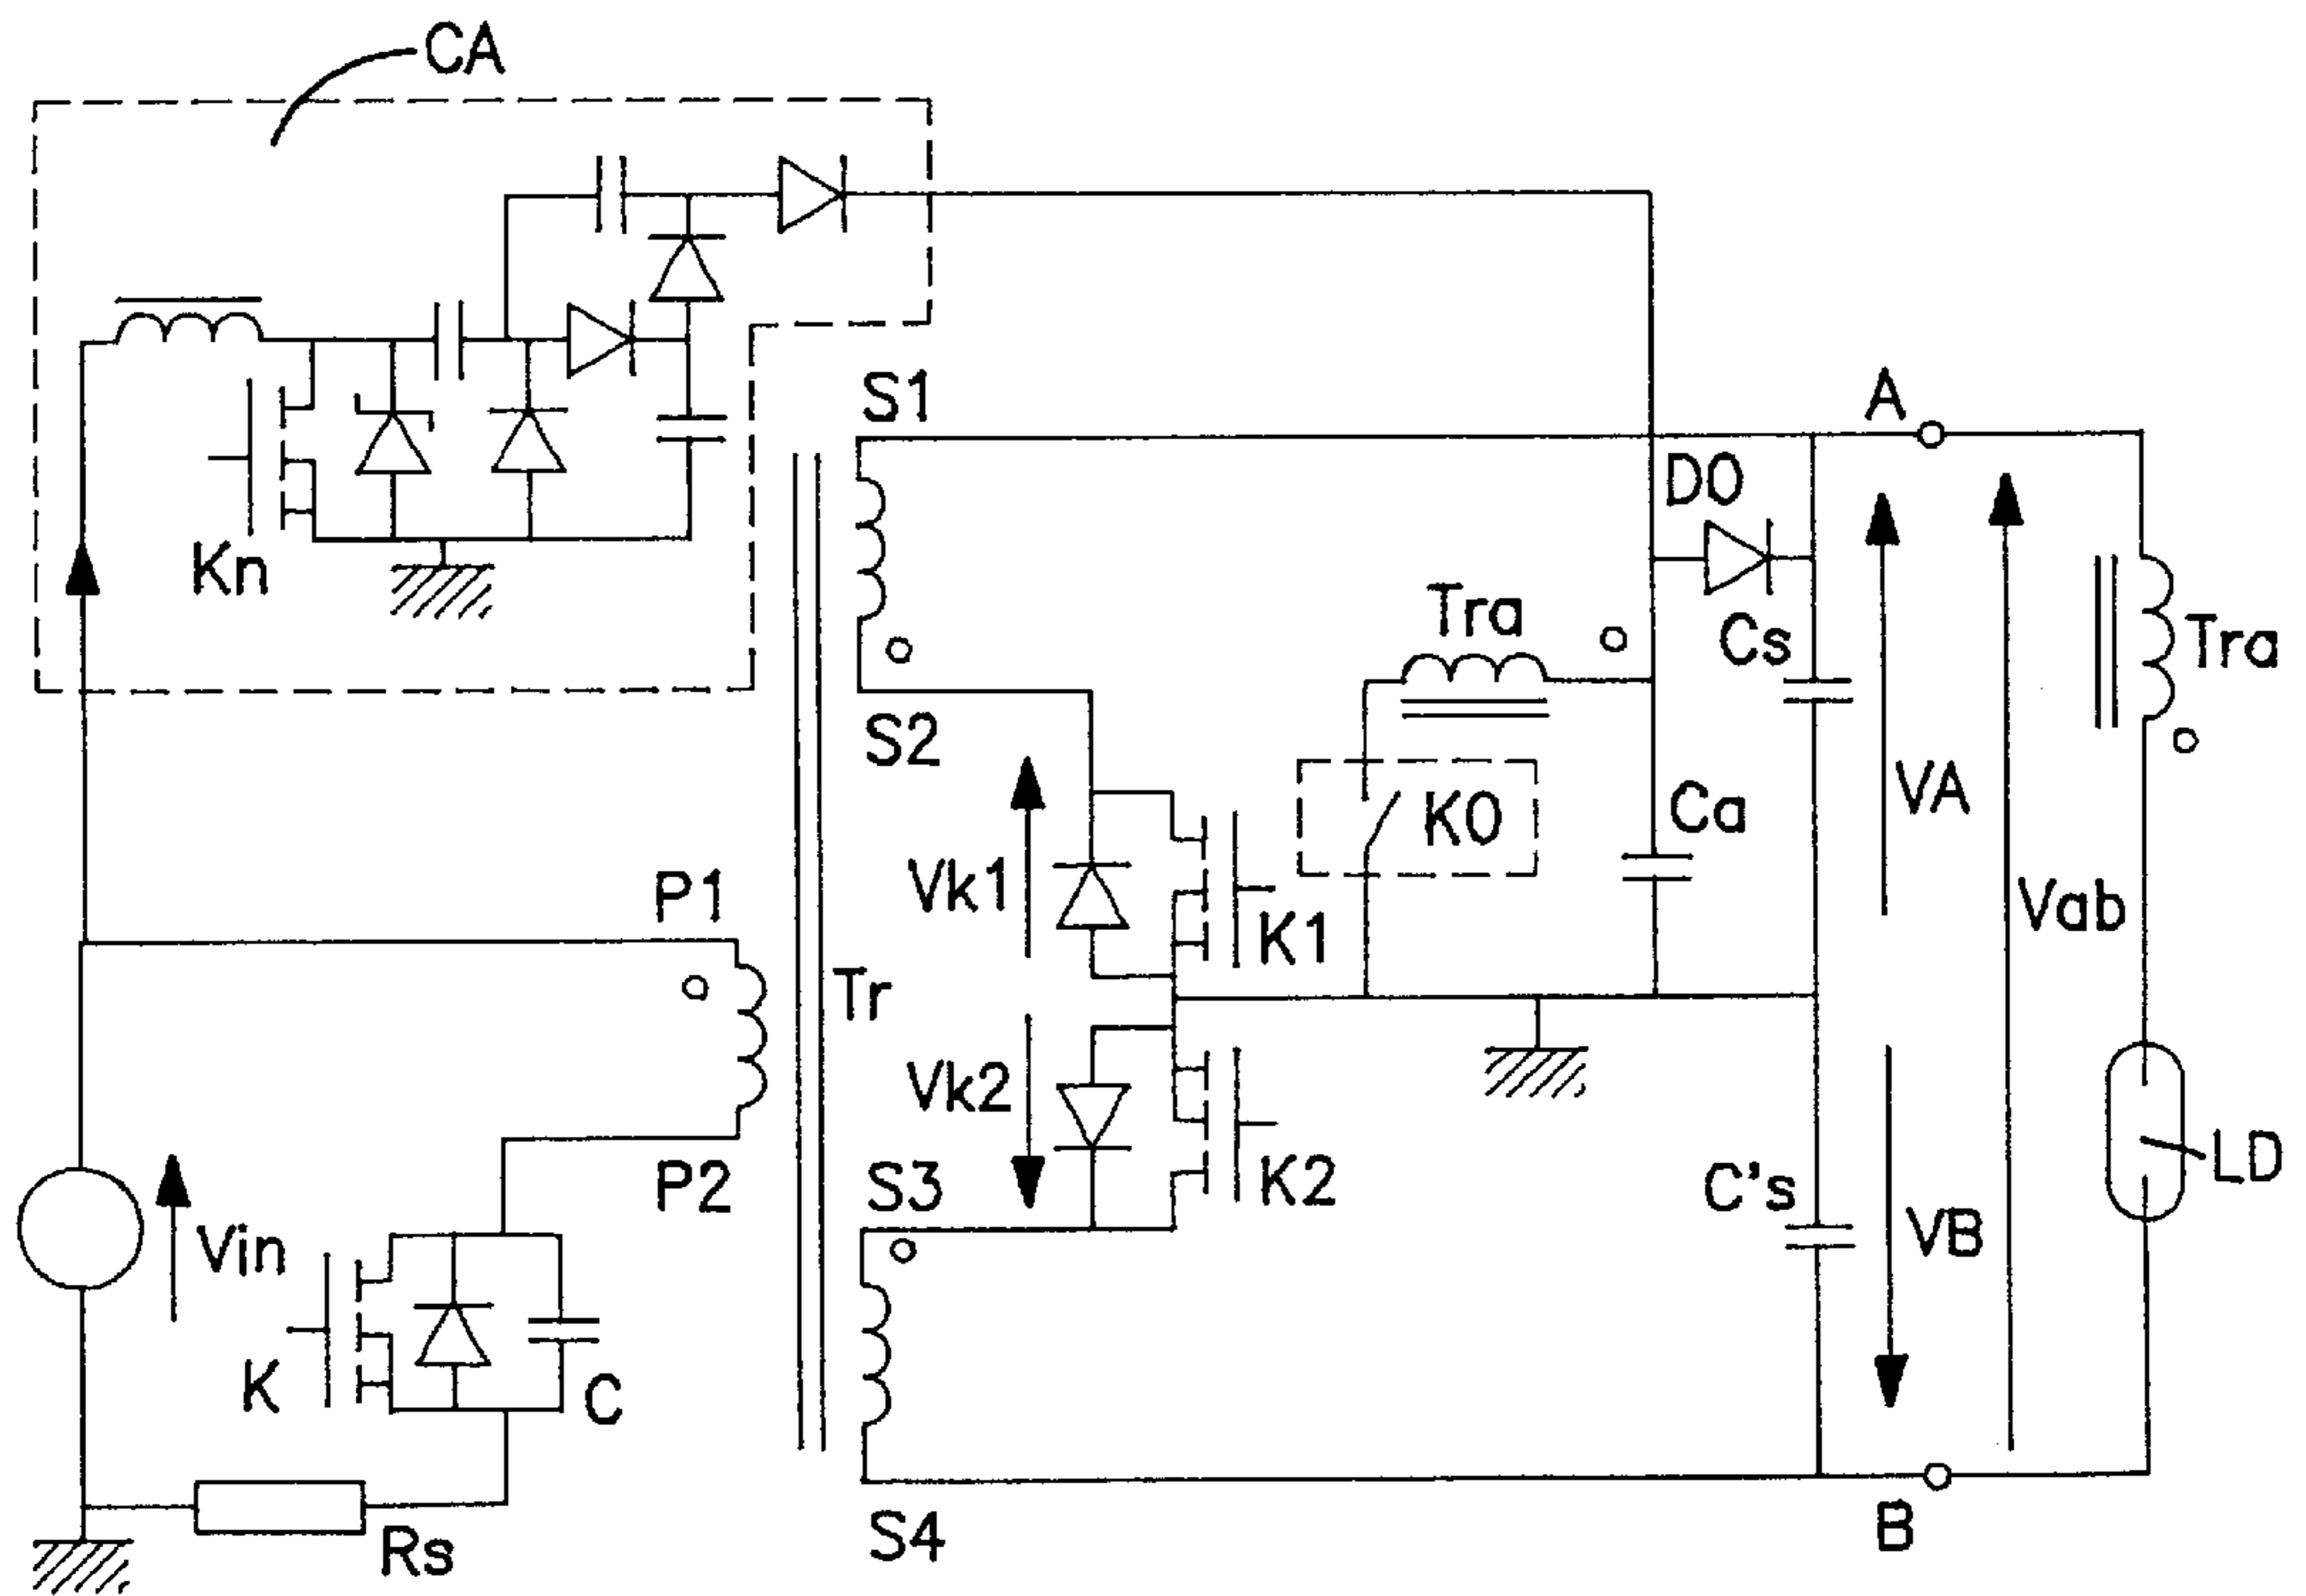 CA
S1
A
D0
Kn
Tra
Cs
Tra
S2
K0
Ca
VA
P1
Vk1
K1
Vab
Tr
Vk2
P2
S3
K2
C's
LD
Vin
VB
K
C
Rs
S4
B